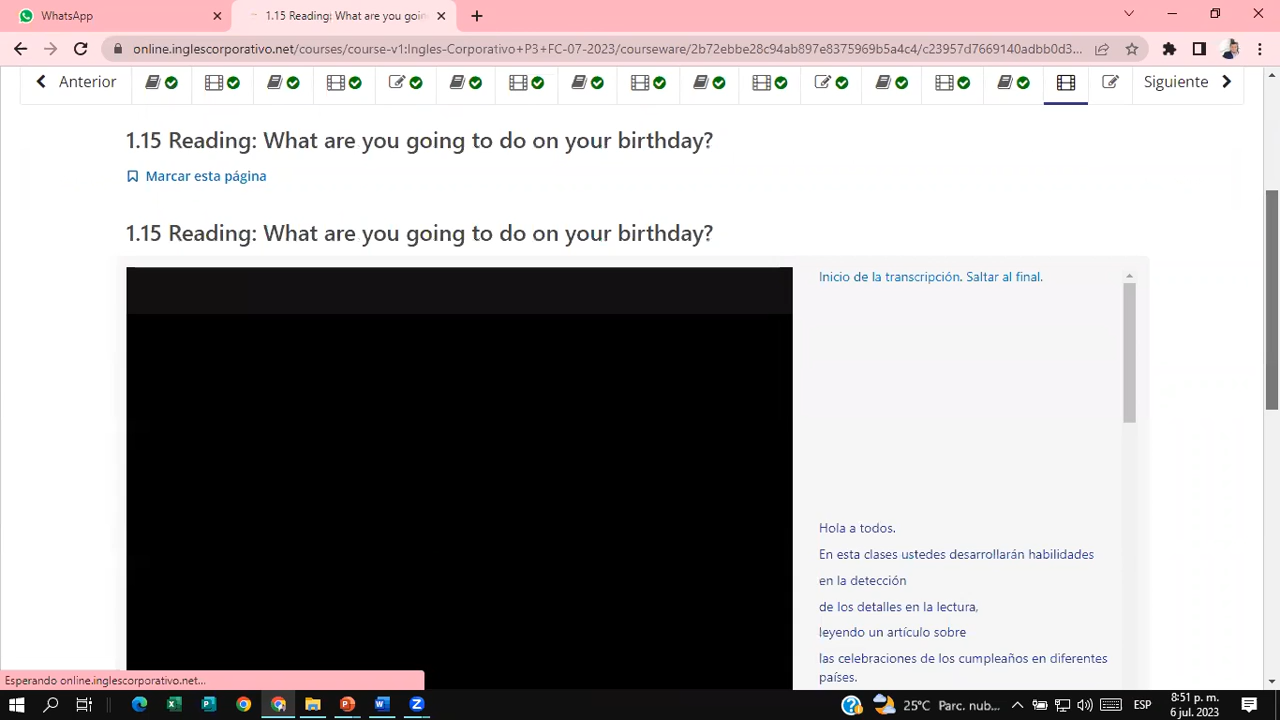 WhatsApp
1.15 Reading: What are you goin
online.inglescorporativo.net/courses/course-v1:Ingles-Corporativo+P3+FC-07-2023/courseware/2b72ebbe28c94ab897e8375969b5a4c4/c23957d7669140adbb0d3...
Anterior
Siguiente
1.15 Reading: What are you going to do on your birthday?
Marcar esta página
1.15 Reading: What are you going to do on your birthday?
Inicio de la transcripción. Saltar al final.
Hola a todos.
En esta clases ustedes desarrollarán habilidades
en la detección
de los detalles en la lectura,
leyendo un artículo sobre
las celebraciones de los cumpleaños en diferentes
países.
Esperando online.inglescorporativo.net...
25°C Parc. nub...
ESP
8:51 p. m.
6 jul. 2023